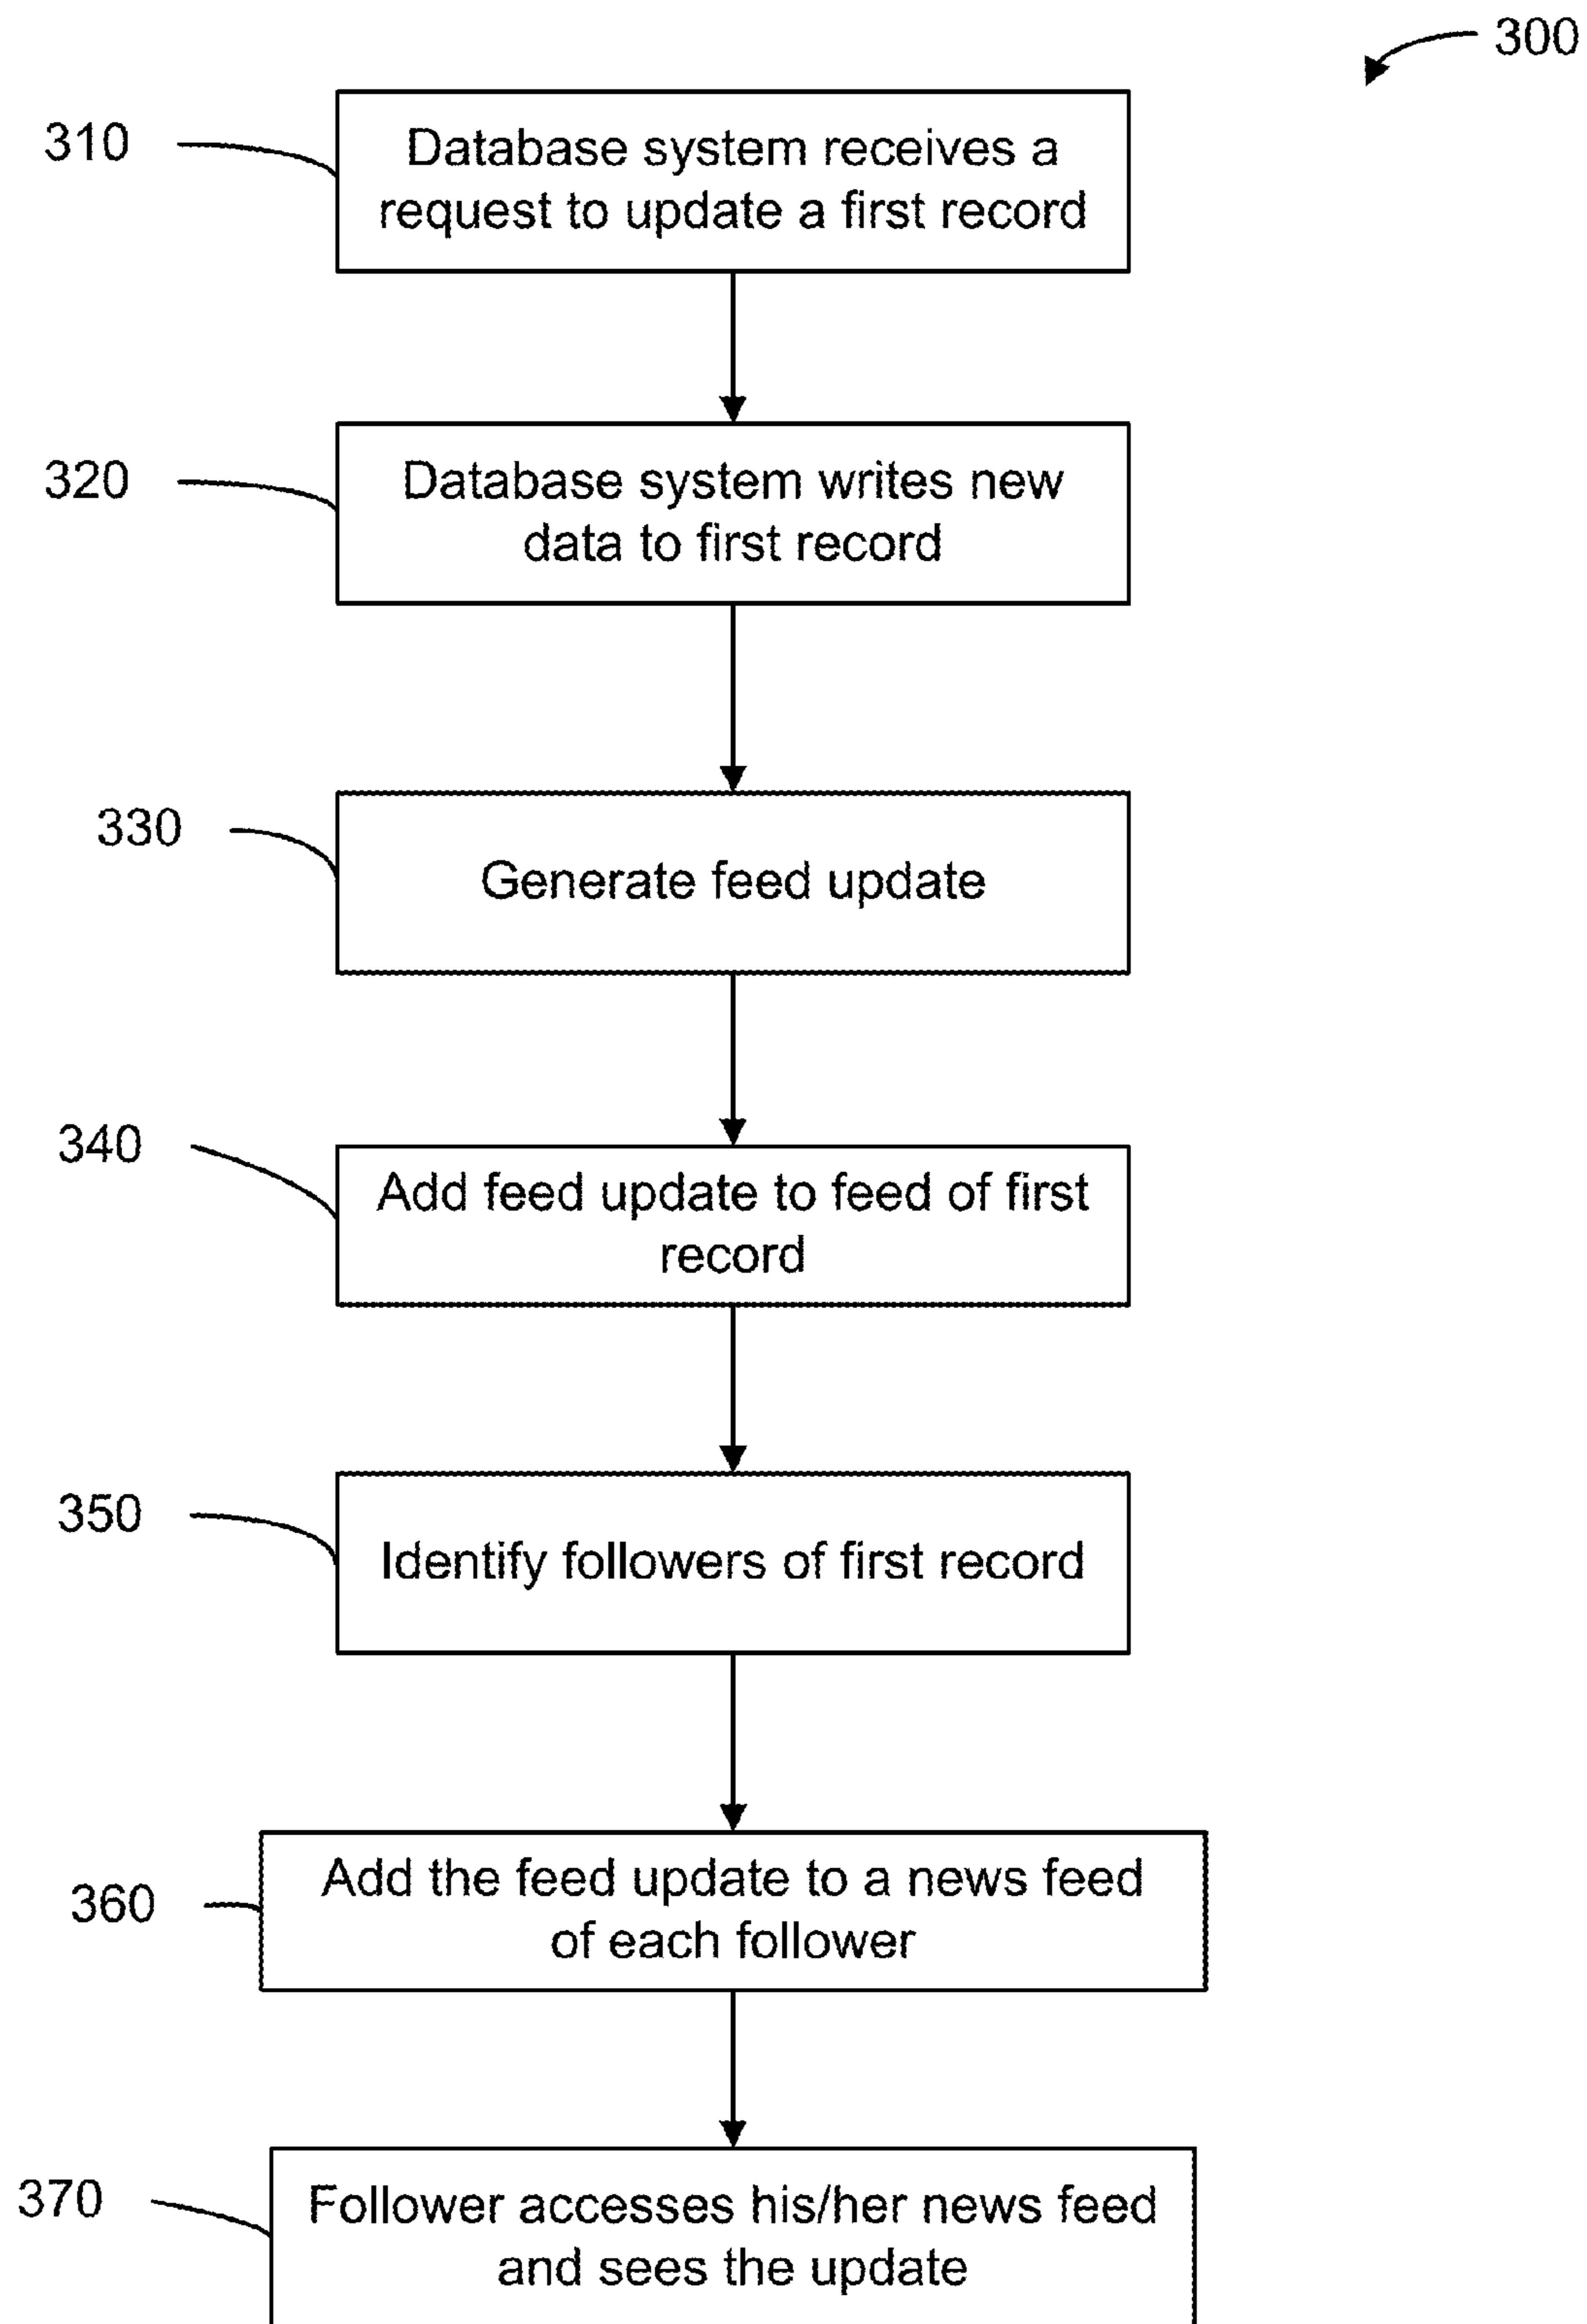 300
310
Database system receives a
request to update a first record
320
Database system writes new
data to first record
330
Generate feed update
340
Add feed update to feed of first
record
350
Identify followers of first record
360
Add the feed update to a news feed
of each follower
370
Follower accesses his/her news feed
and sees the update